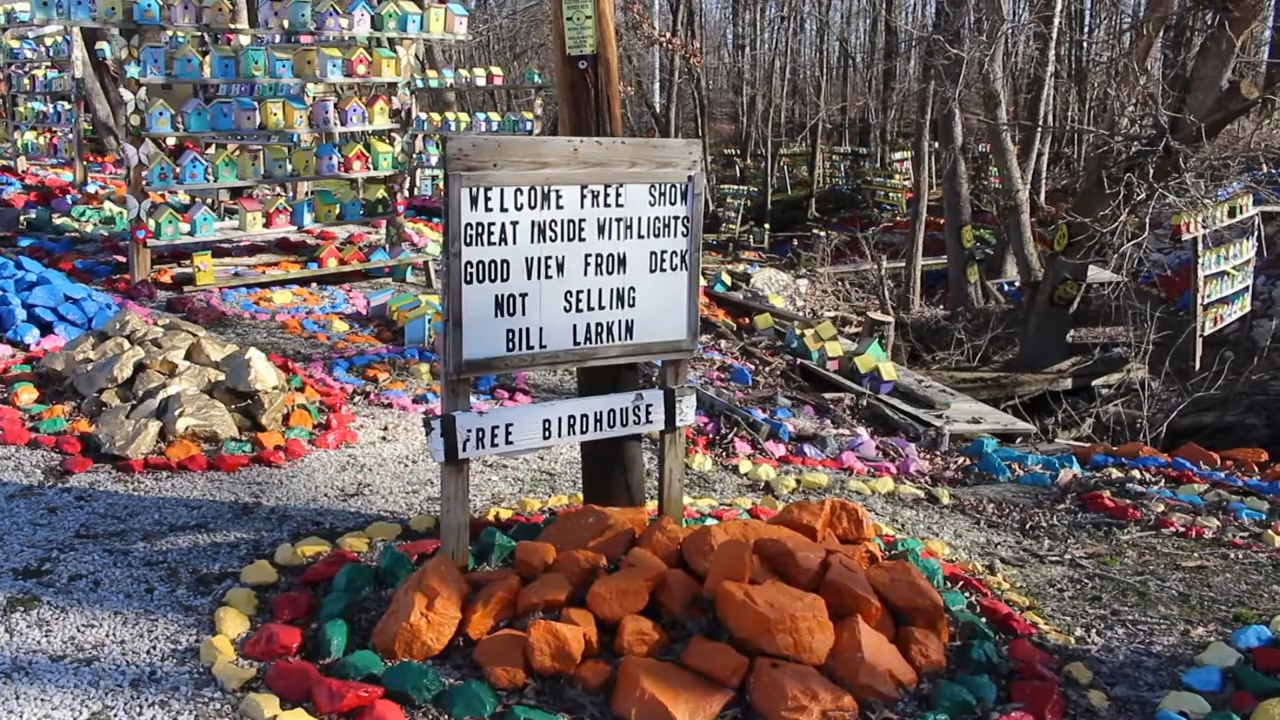 WELCOME FREE SHOW
GREAT INSIDE WITH LIGHTS
GOOD VIEW FROM DECK
NOT SELLING
BILL LARKIN
FREE BIRDHOUSE